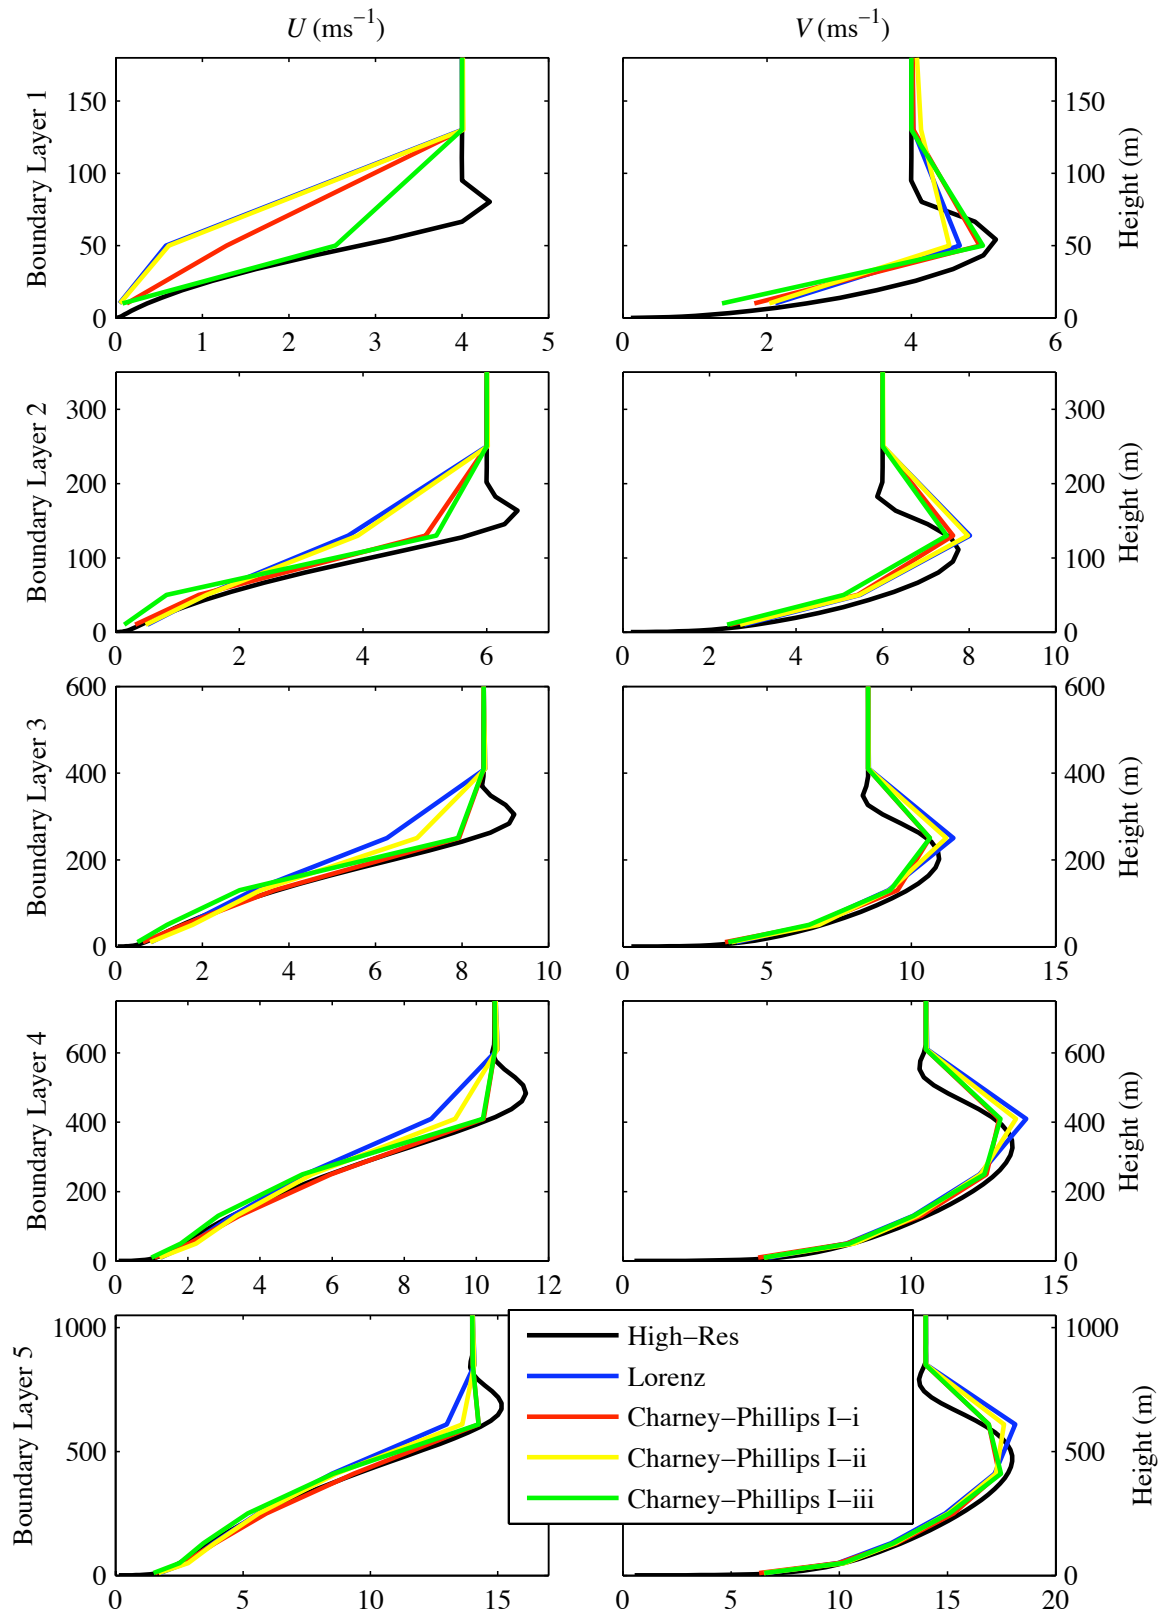 U (ms−1)
V (ms−1)
Boundary Layer 1
150
100
50
0
0 1 2 3 4 5
150
100
50
0
0 2 4 6
Height (m)
Boundary Layer 2
300
200
100
0
0 2 4 6
300
200
100
0
0 2 4 6 8 10
Height (m)
Boundary Layer 3
600
400
200
0
0 2 4 6 8 10
600
400
200
0
0 5 10 15
Height (m)
Boundary Layer 4
600
400
200
0
0 2 4 6 8 10 12
600
400
200
0
0 5 10 15
Height (m)
Boundary Layer 5
1000
500
0
0 5 10 15
1000
500
0
0 5 10 15 20
Height (m)
High−Res
Lorenz
Charney−Phillips I−i
Charney−Phillips I−ii
Charney−Phillips I−iii